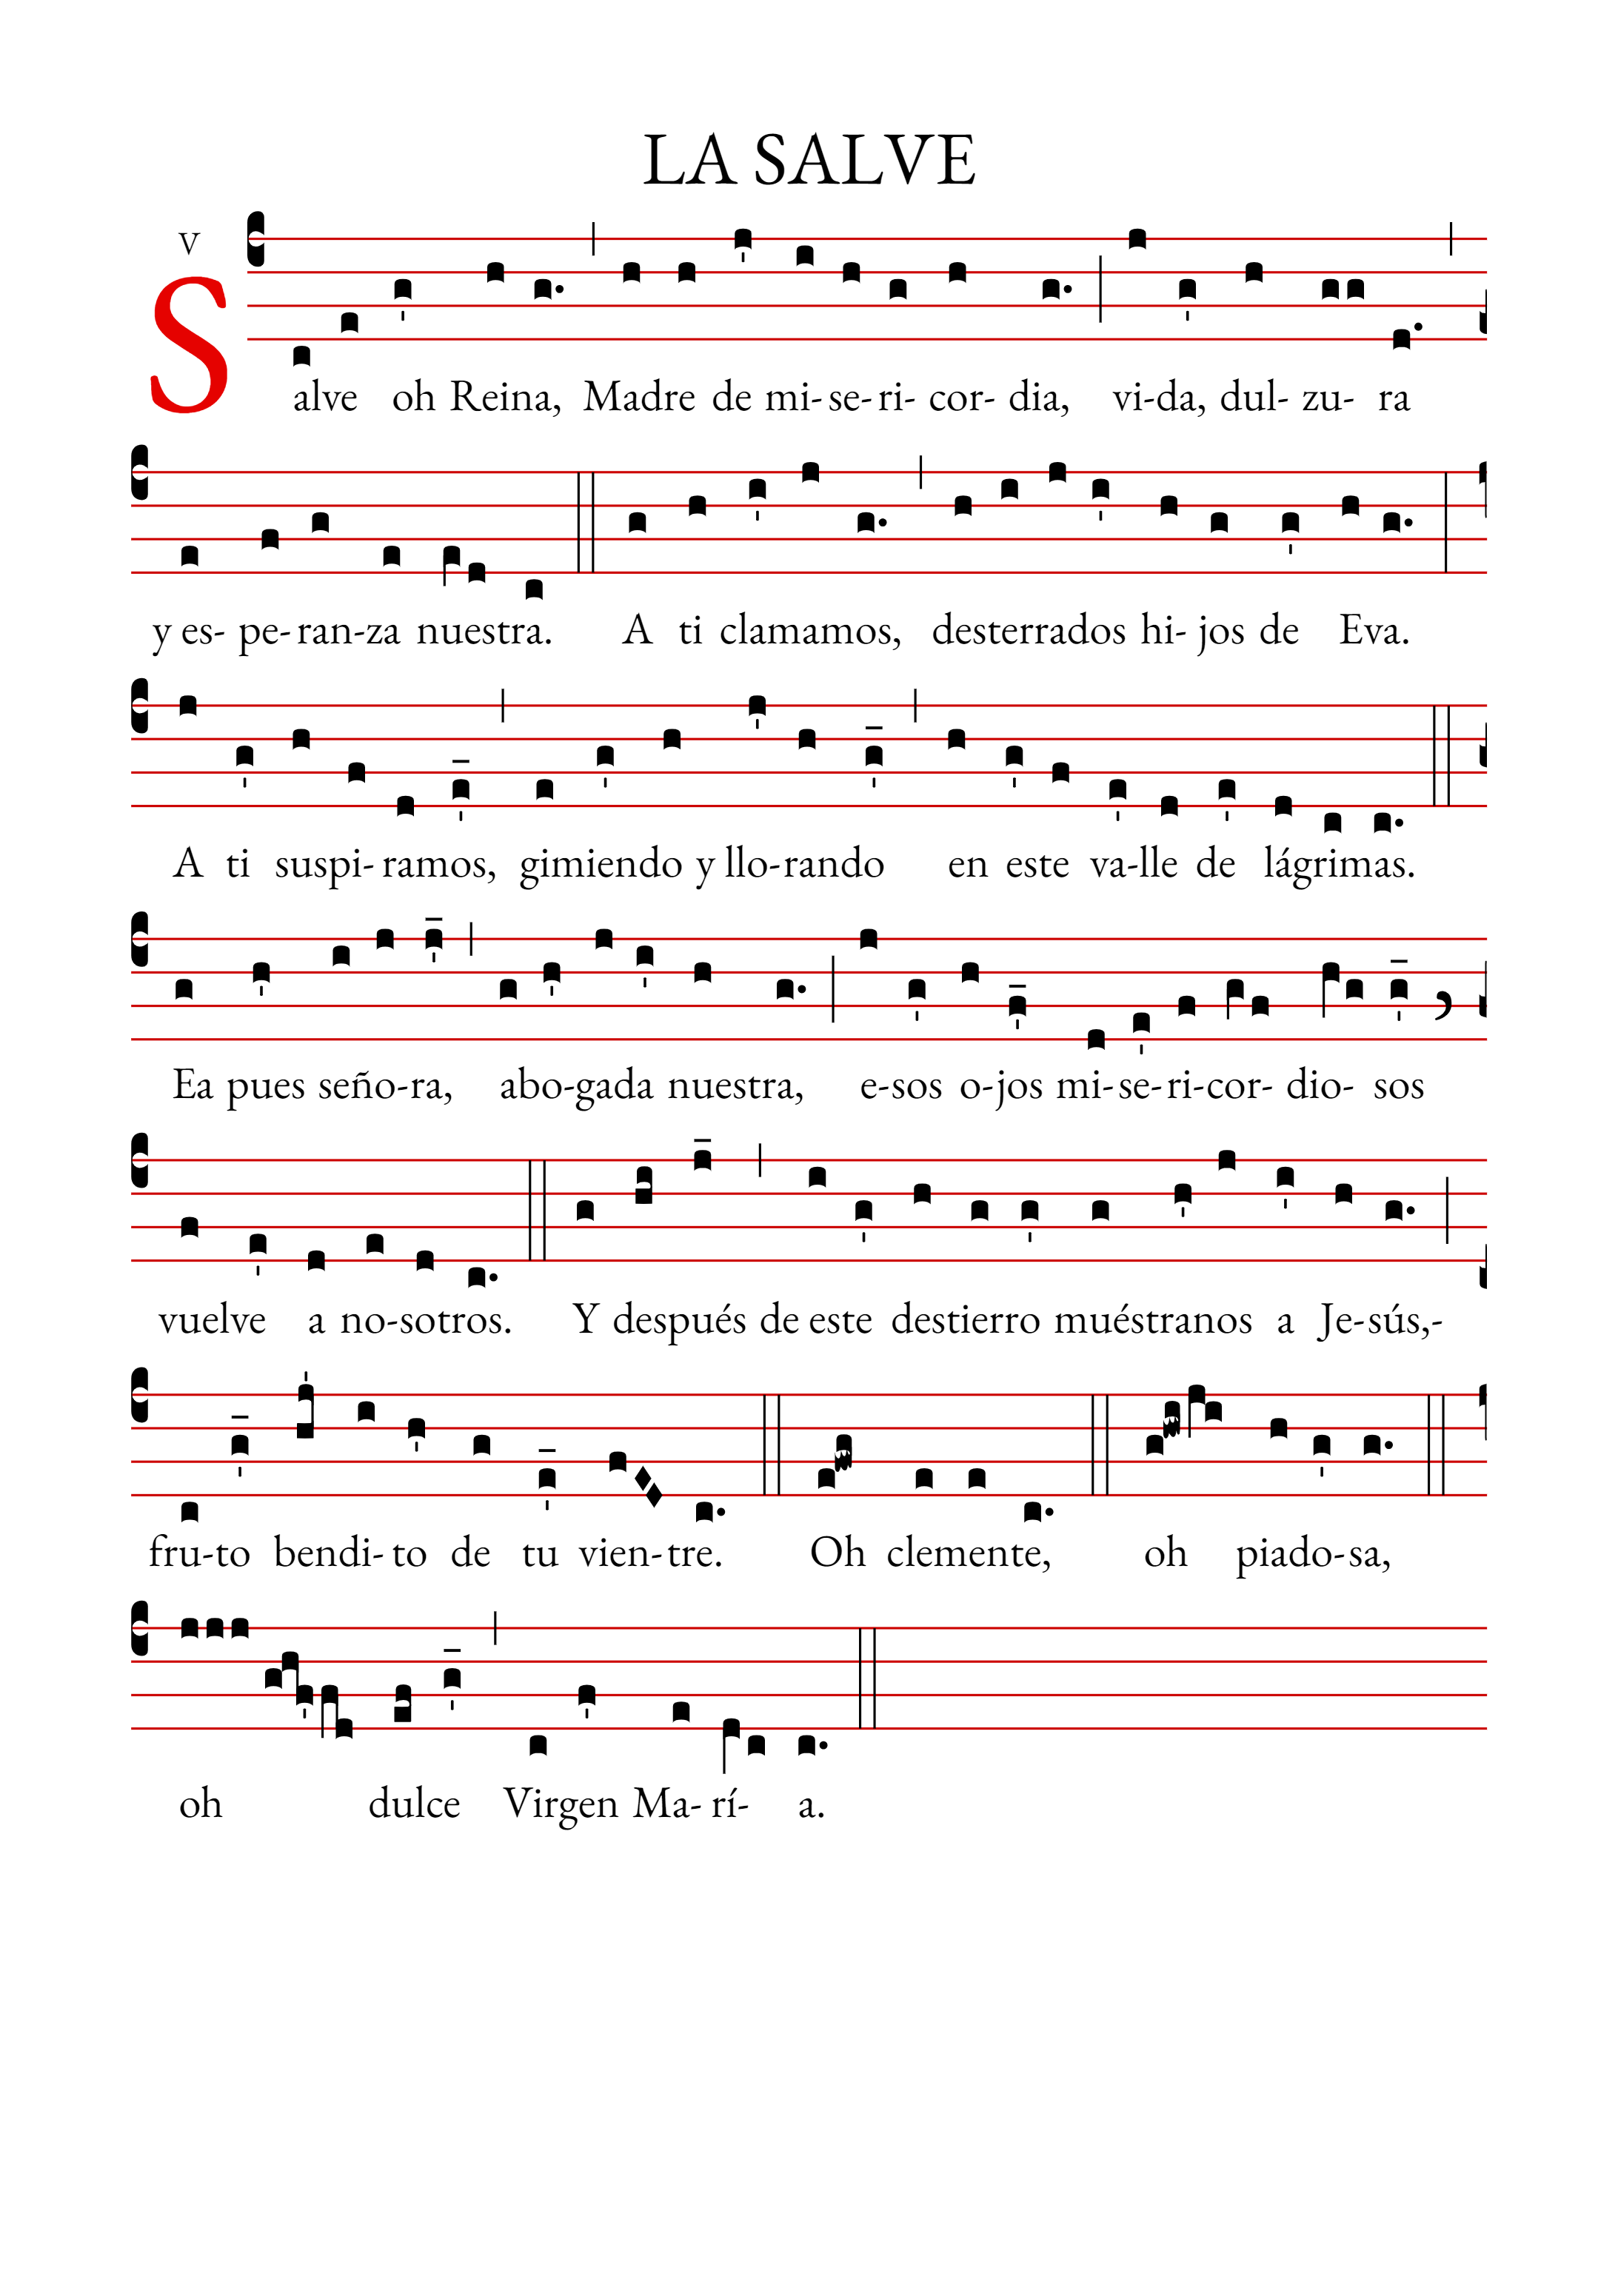 LA SALVE
V
Salve oh Reina, Madre de mi-se-ri-cor-dia, vi-da, dul-zu-ra
y es-pe-ran-za nuestra. A ti clamamos, desterrados hi-jos de Eva.
A ti suspi-ramos, gimiendo y llo-rando en este va-lle de lágrimas.
Ea pues seño-ra, abo-gada nuestra, e-sos o-jos mi-se-ri-cor-dio-sos
vuelve a no-sotros. Y después de este destierro muéstranos a Je-sús,-
fru-to bendi-to de tu vien-tre. Oh clemente, oh piado-sa,
oh dulce Virgen Ma-rí-a.